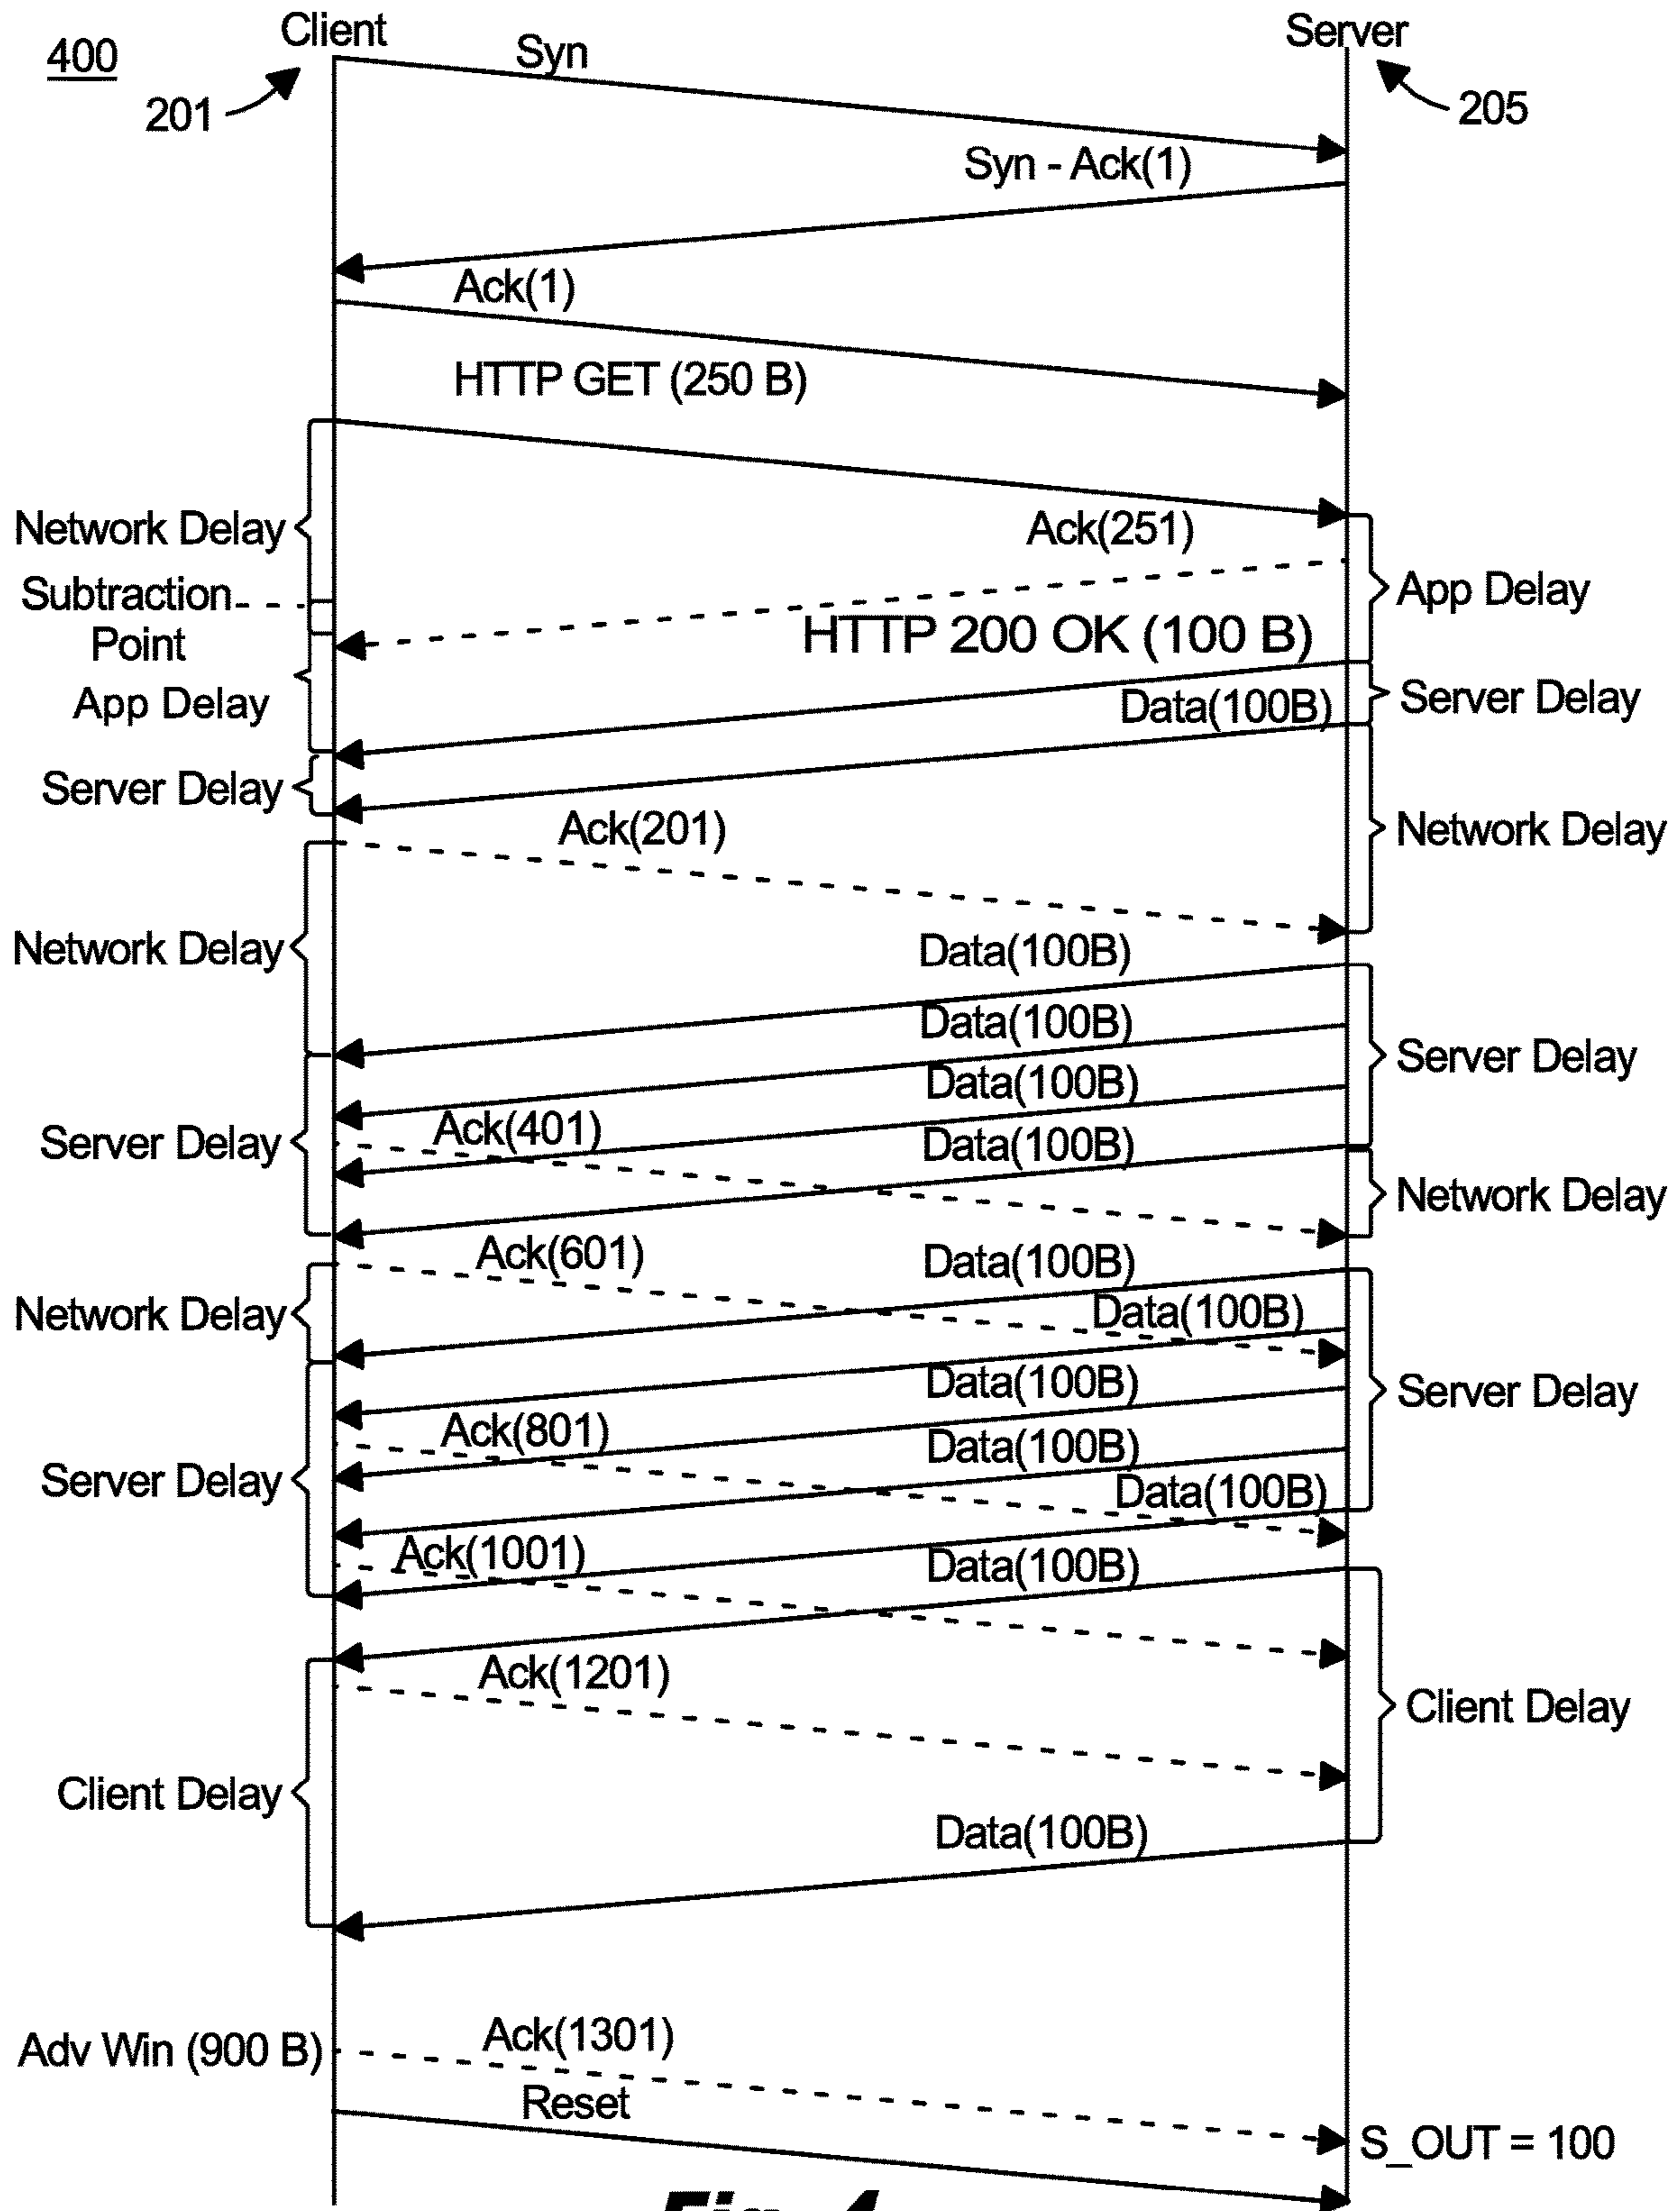 Client
Server
400
Syn
201
205
Syn - Ack(1)
Ack(1)
HTTP GET (250 B)
Network Delay
Ack(251)
App Delay
Subtraction
Point
HTTP 200 OK (100 B)
App Delay
Server Delay
Data(100B)
Server Delay
Ack(201)
Network Delay
Network Delay
Data(100B)
Data(100B)
Server Delay
Data(100B)
Server Delay
Ack(401)
Data(100B)
Network Delay
Ack(601)
Data(100B)
Network Delay
Data(100B)
Data(100B)
Server Delay
Ack(801)
Data(100B)
Server Delay
Data(100B)
Ack(1001)
Data(100B)
Ack(1201)
Client Delay
Client Delay
Data(100B)
Adv Win (900 B)
Ack(1301)
Reset
S_OUT = 100